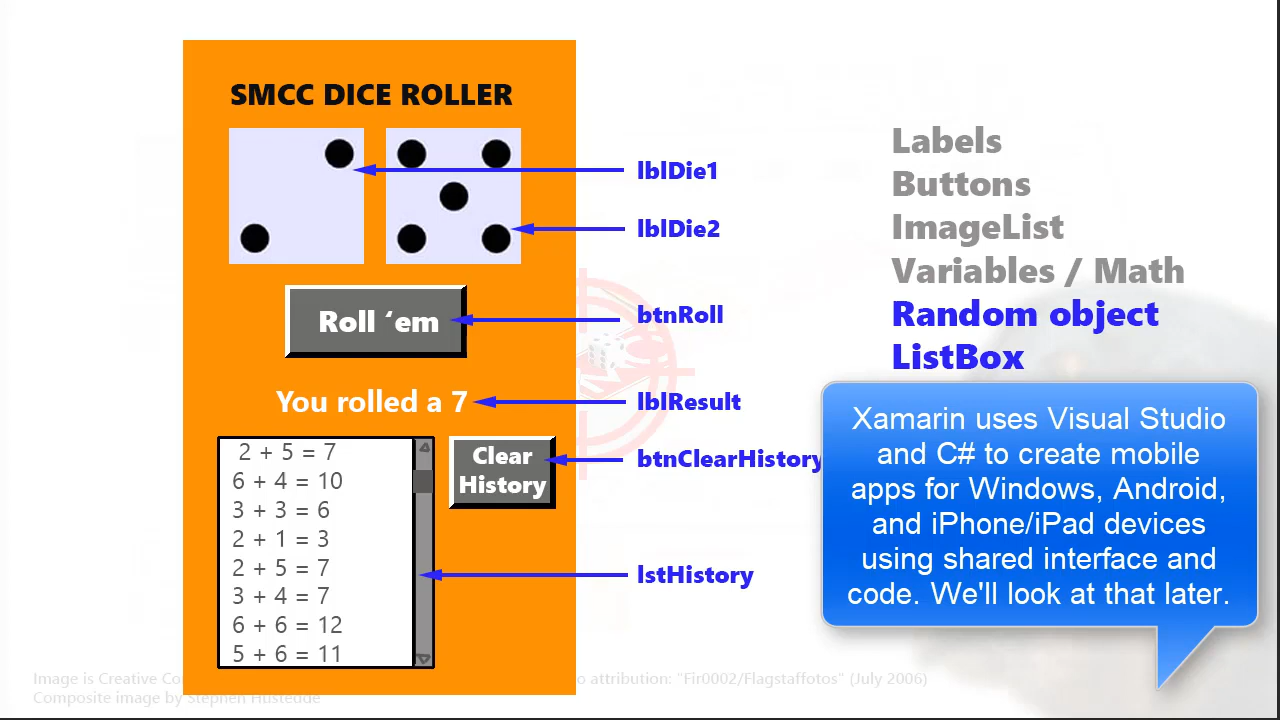 SMCC DICE ROLLER
lblDie1
lblDie2
Roll ‘em
btnRoll
You rolled a 7
lblResult
2 + 5 = 7
6 + 4 = 10
3 + 3 = 6
2 + 1 = 3
2 + 5 = 7
3 + 4 = 7
6 + 6 = 12
5 + 6 = 11
Clear
History
btnClearHistory
lstHistory
Labels
Buttons
ImageList
Variables / Math
Random object
ListBox
Xamarin uses Visual Studio
and C# to create mobile
apps for Windows, Android,
and iPhone/iPad devices
using shared interface and
code. We'll look at that later.
Image is Creative Co o attribution: "Fir0002/Flagstaffotos" (July 2006)
Composite image by Stephen Hustedde